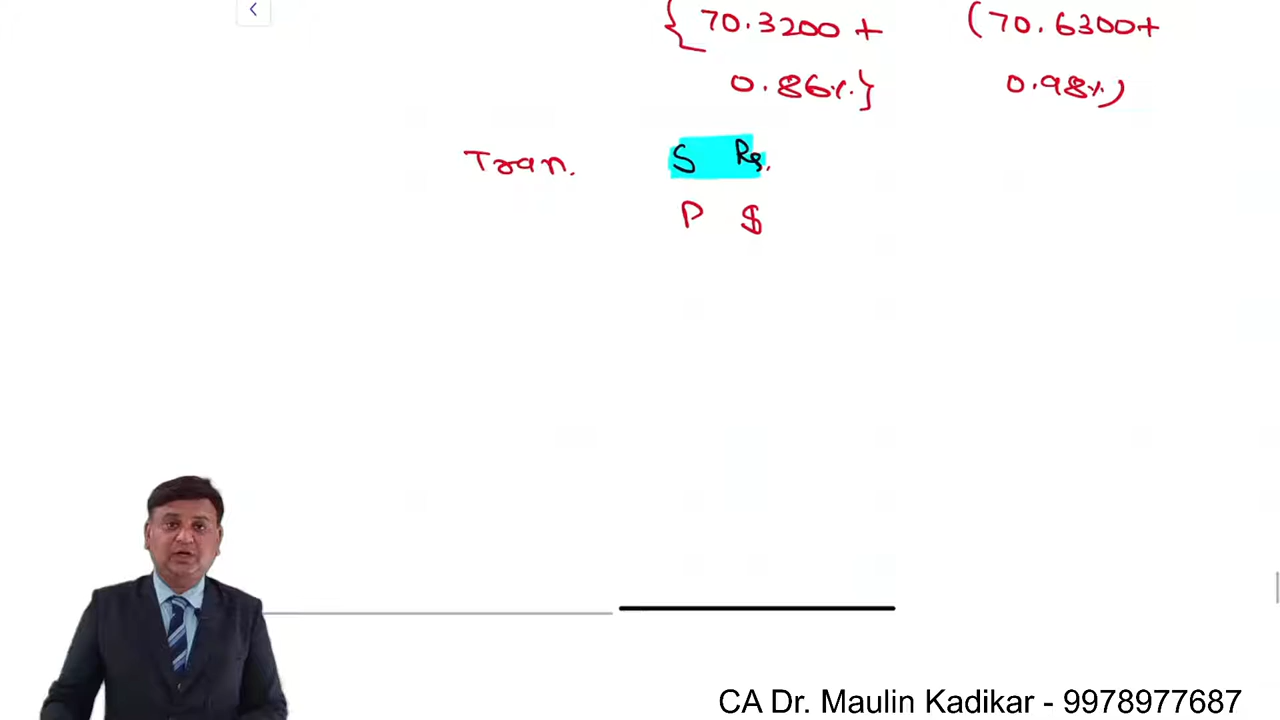 {70.3200 + (70.6300+
0.86%} 0.98%)
Tran. S Rs.
P $
CA Dr. Maulin Kadikar - 9978977687